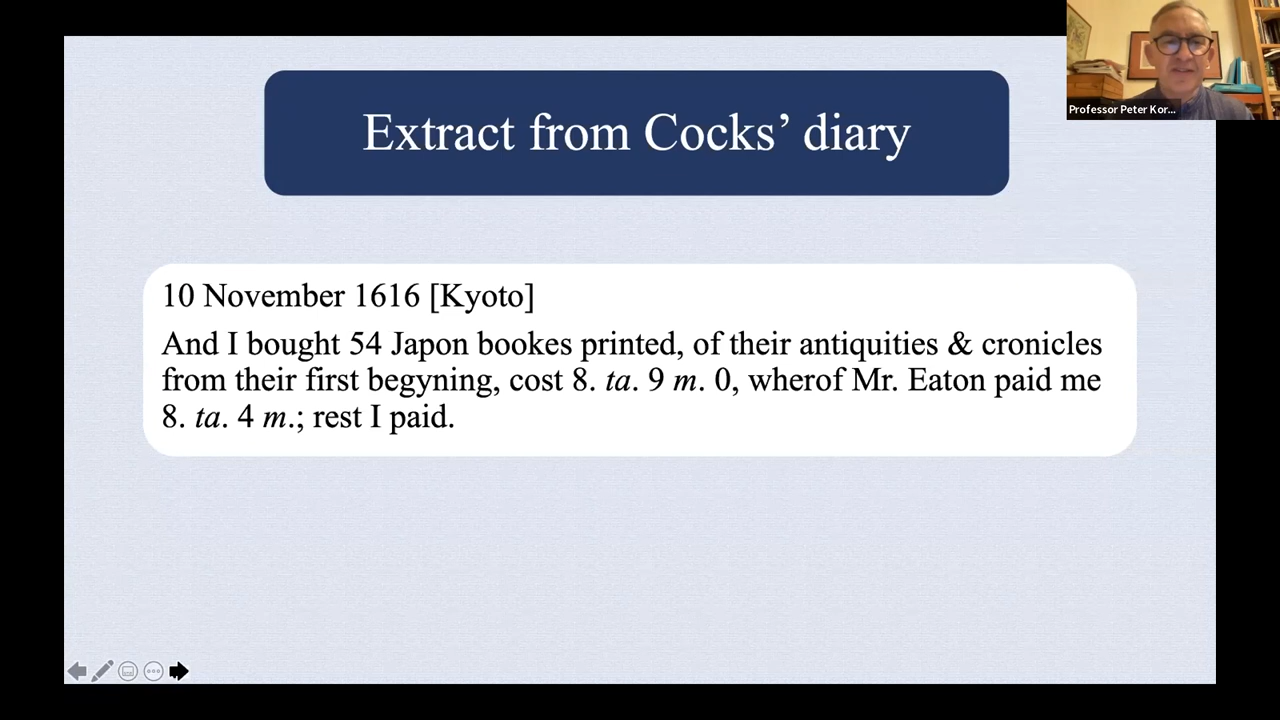 Professor Peter Kor...
Extract from Cocks’ diary
10 November 1616 [Kyoto]
And I bought 54 Japon bookes printed, of their antiquities & cronicles
from their first begyning, cost 8. ta. 9 m. 0, wherof Mr. Eaton paid me
8. ta. 4 m.; rest I paid.